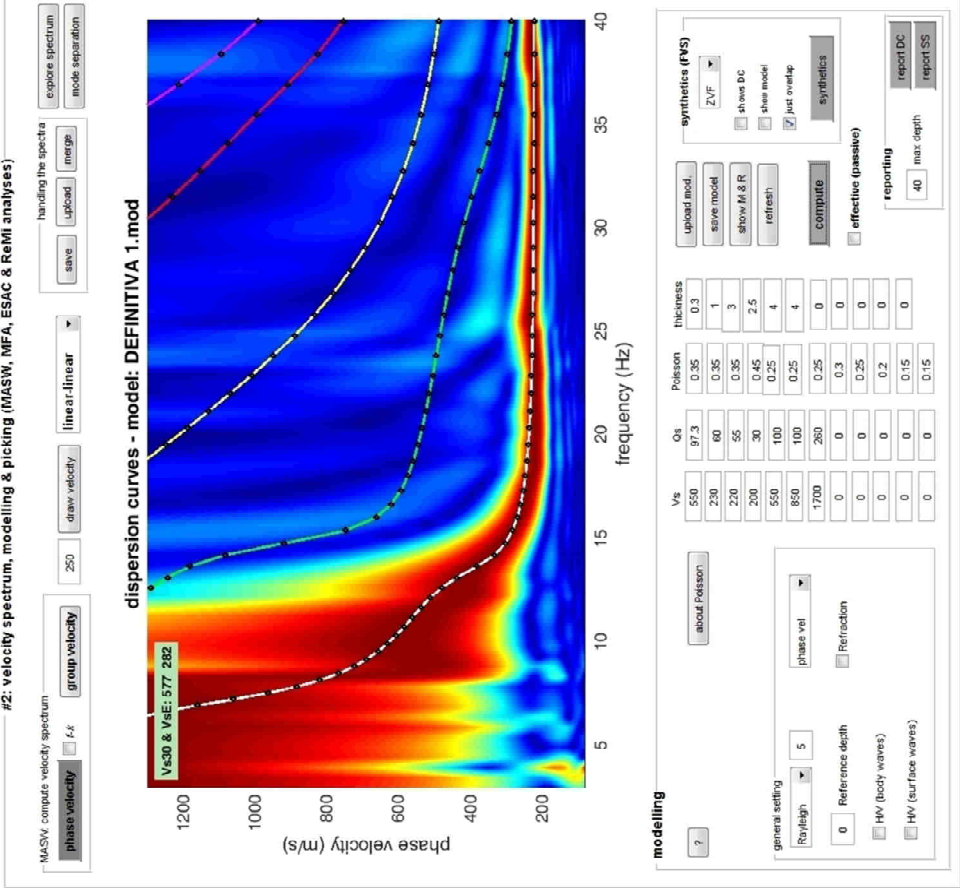 #2: velocity spectrum, modelling & picking (MASW, MFA, ESAC & ReMi analyses)
MASW: compute velocity spectrum
phase velocity
f-k
group velocity
250
draw velocity
linear-linear
handling the spectra
save
upload
merge
explore spectrum
mode separation
dispersion curves - model: DEFINITIVA 1.mod
Vs30 & VsE: 577 282
phase velocity (m/s)
1200
1000
800
600
400
200
5
10
15
20
25
30
35
40
frequency (Hz)
modelling
?
about Poisson
general setting
Rayleigh
5
phase vel
0
Reference depth
Refraction
H/V (body waves)
H/V (surface waves)
Vs Qs Poisson thickness
550 97.3 0.35 0.3
230 60 0.35 1
220 55 0.35 3
200 30 0.45 2.5
550 100 0.25 4
850 100 0.25 4
1700 260 0.25 0
0 0 0.3 0
0 0 0.25 0
0 0 0.2 0
0 0 0.15 0
0 0 0.15
upload mod.
save model
show M & R
refresh
compute
effective (passive)
synthetics (FVS)
ZVF
shows DC
show model
just overlap
synthetics
reporting
40
max depth
report DC
report SS